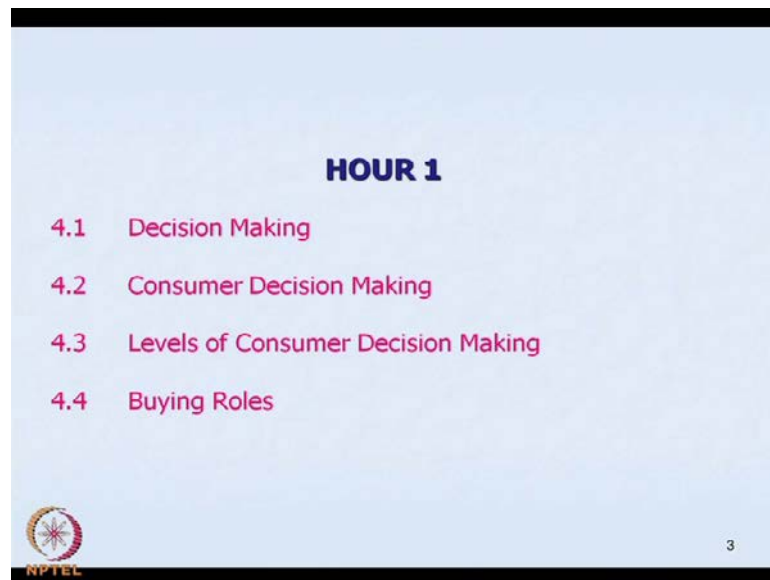 HOUR 1
4.1 Decision Making
4.2 Consumer Decision Making
4.3 Levels of Consumer Decision Making
4.4 Buying Roles
3
NPTEL